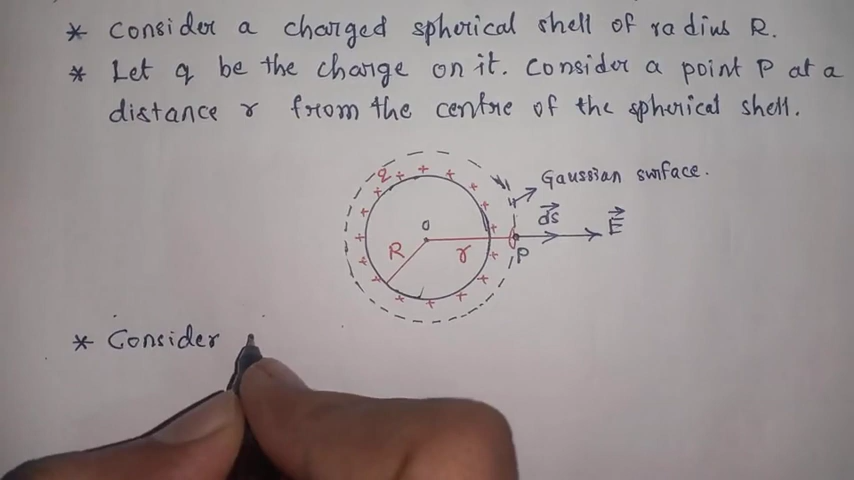 * Consider a charged spherical shell of radius R.
* Let q be the charge on it. Consider a point P at a
distance r from the centre of the spherical shell.
q + + + + + + + + + + + + + + + +
Gaussian surface.
ds
E
O
R
r
P
* Consider